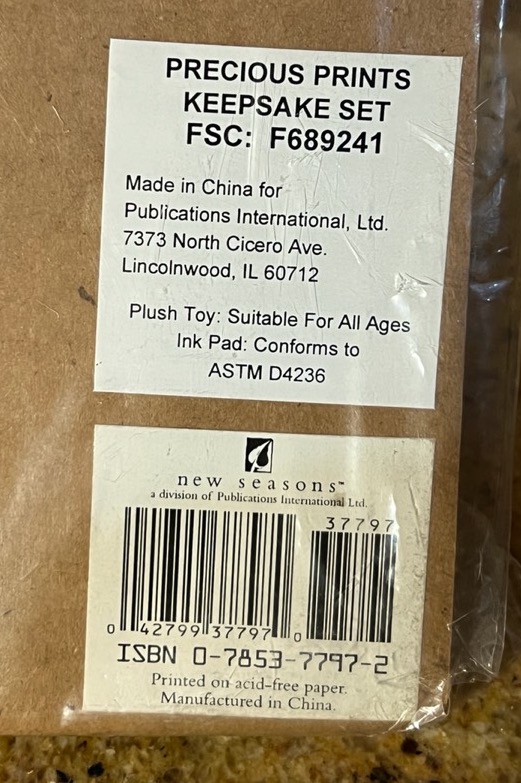 PRECIOUS PRINTS
KEEPSAKE SET
FSC: F689241
Made in China for
Publications International, Ltd.
7373 North Cicero Ave.
Lincolnwood, IL 60712
Plush Toy: Suitable For All Ages
Ink Pad: Conforms to
ASTM D4236
new seasons™
a division of Publications International Ltd.
37797
0 42799 37797 0
ISBN 0-7853-7797-2
Printed on acid-free paper.
Manufactured in China.